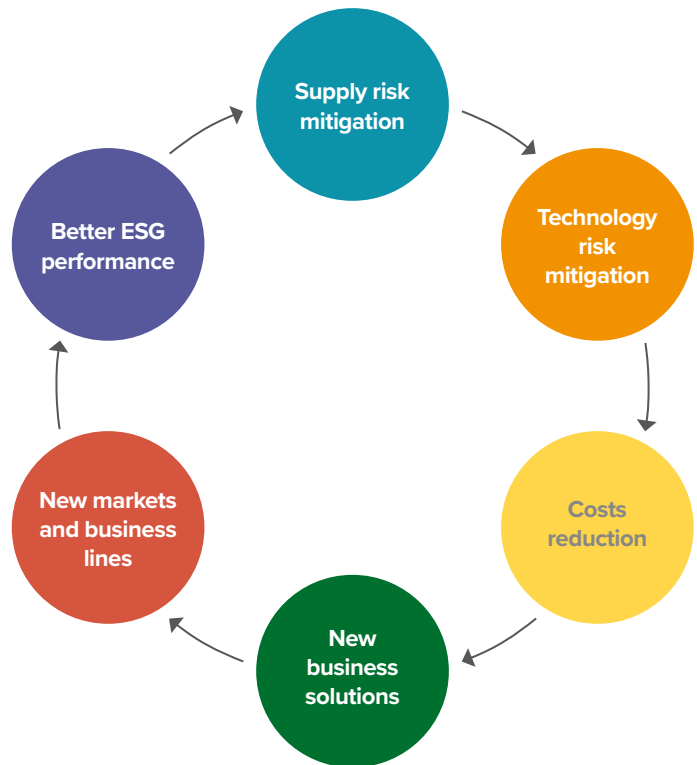 Supply risk
mitigation
Technology
risk
mitigation
Costs
reduction
New
business
solutions
New markets
and business
lines
Better ESG
performance